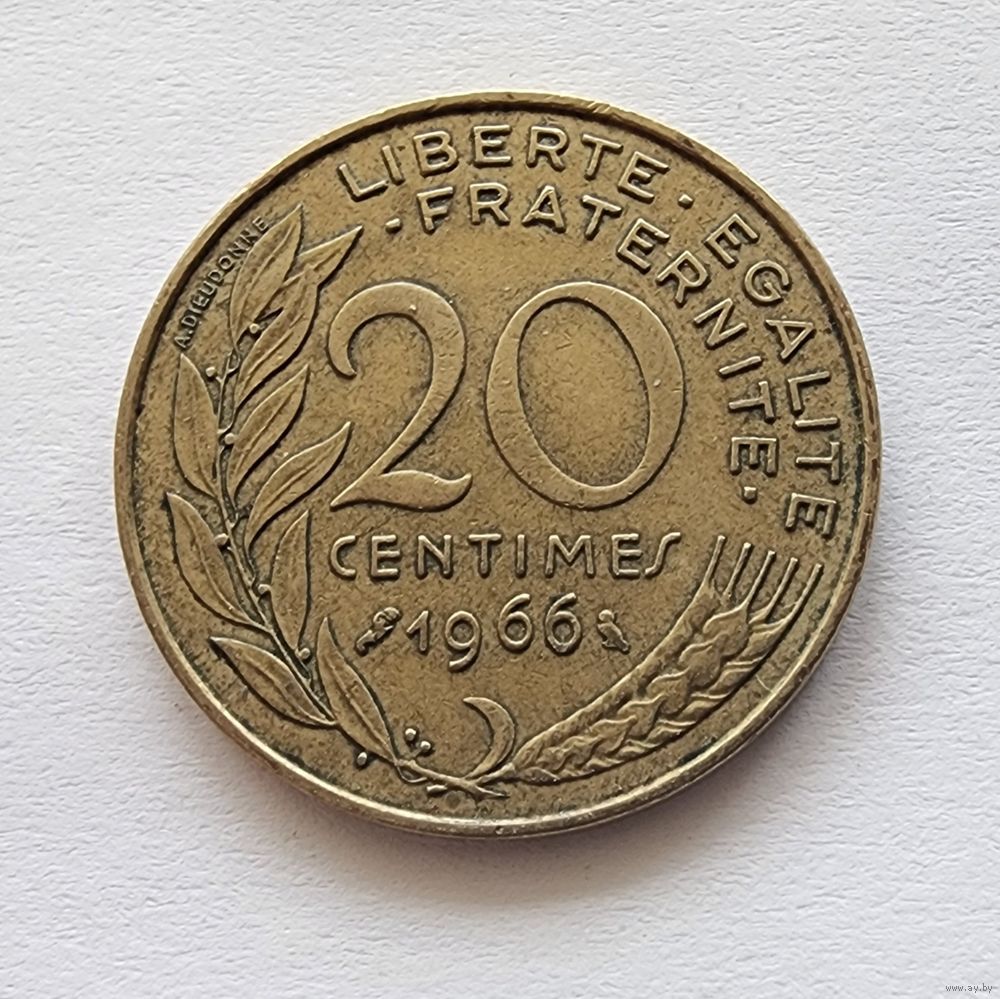 LIBERTE · EGALITE
· FRATERNITE ·
A. DIEUDONNE
20
CENTIMES
1966
www.ay.by